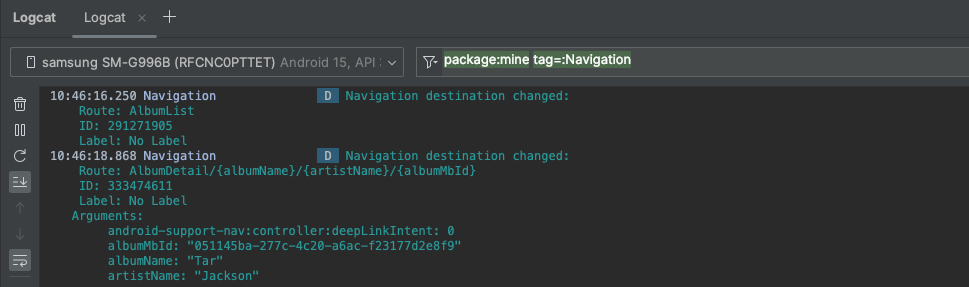 Logcat Logcat
samsung SM-G996B (RFCNC0PTTET) Android 15, API package:mine tag=:Navigation
10:46:16.250 Navigation D Navigation destination changed:
Route: AlbumList
ID: 291271905
Label: No Label
10:46:18.868 Navigation D Navigation destination changed:
Route: AlbumDetail/{albumName}/{artistName}/{albumMbId}
ID: 333474611
Label: No Label
Arguments:
android-support-nav:controller:deepLinkIntent: 0
albumMbId: "051145ba-277c-4c20-a6ac-f23177d2e8f9"
albumName: "Tar"
artistName: "Jackson"